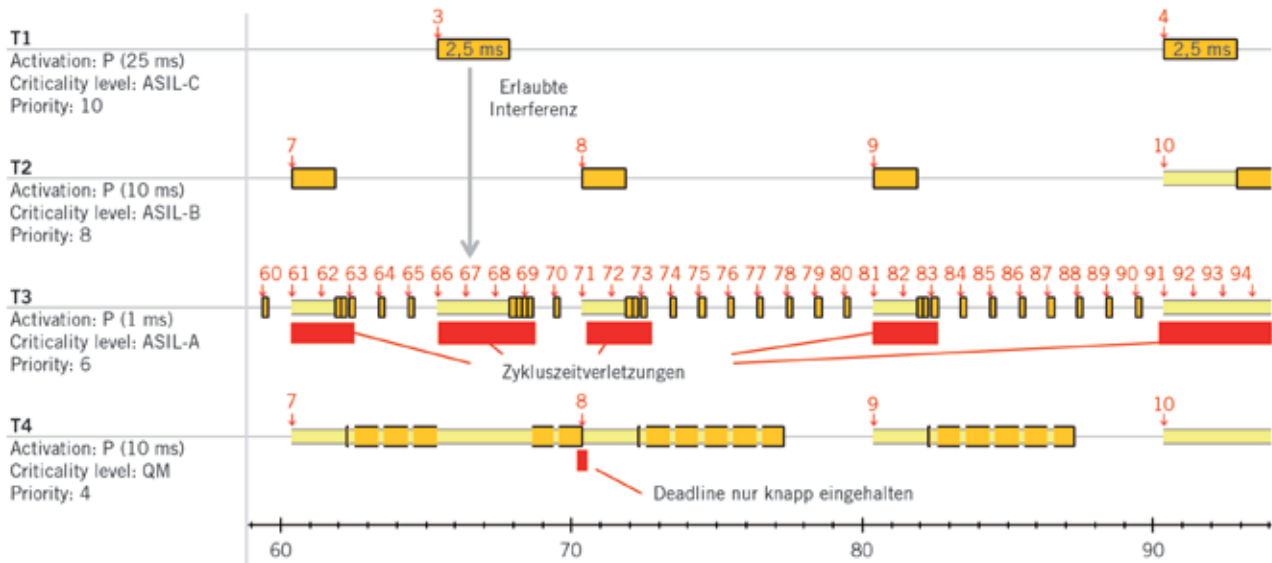 3 4
T1
2,5 ms 2,5 ms
Activation: P (25 ms)
Criticality level: ASIL-C
Priority: 10
Erlaubte
Interferenz
7 8 9 10
T2
Activation: P (10 ms)
Criticality level: ASIL-B
Priority: 8
60 61 62 63 64 65 66 67 68 69 70 71 72 73 74 75 76 77 78 79 80 81 82 83 84 85 86 87 88 89 90 91 92 93 94
T3
Activation: P (1 ms)
Criticality level: ASIL-A
Priority: 6
Zykluszeitverletzungen
7 8 9 10
T4
Activation: P (10 ms)
Criticality level: QM
Priority: 4
Deadline nur knapp eingehalten
60 70 80 90